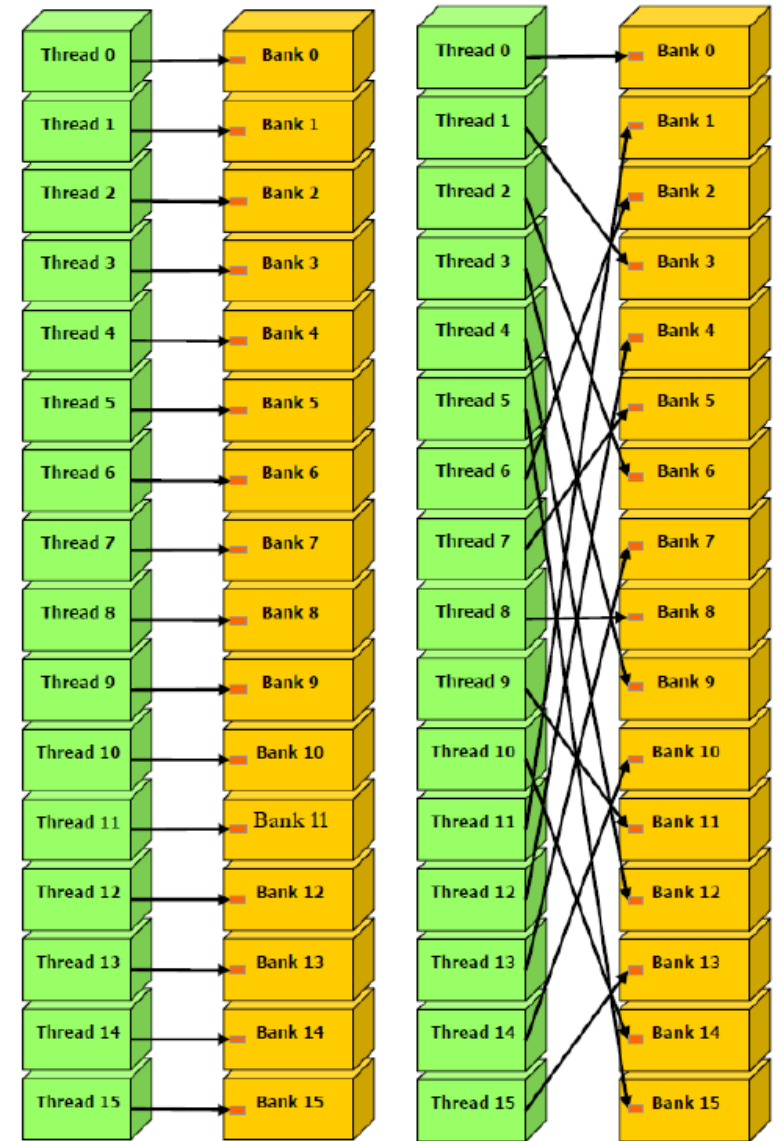 Thread 0
Bank 0
Thread 1
Bank 1
Thread 2
Bank 2
Thread 3
Bank 3
Thread 4
Bank 4
Thread 5
Bank 5
Thread 6
Bank 6
Thread 7
Bank 7
Thread 8
Bank 8
Thread 9
Bank 9
Thread 10
Bank 10
Thread 11
Bank 11
Thread 12
Bank 12
Thread 13
Bank 13
Thread 14
Bank 14
Thread 15
Bank 15
Thread 0
Bank 0
Thread 1
Bank 1
Thread 2
Bank 2
Thread 3
Bank 3
Thread 4
Bank 4
Thread 5
Bank 5
Thread 6
Bank 6
Thread 7
Bank 7
Thread 8
Bank 8
Thread 9
Bank 9
Thread 10
Bank 10
Thread 11
Bank 11
Thread 12
Bank 12
Thread 13
Bank 13
Thread 14
Bank 14
Thread 15
Bank 15